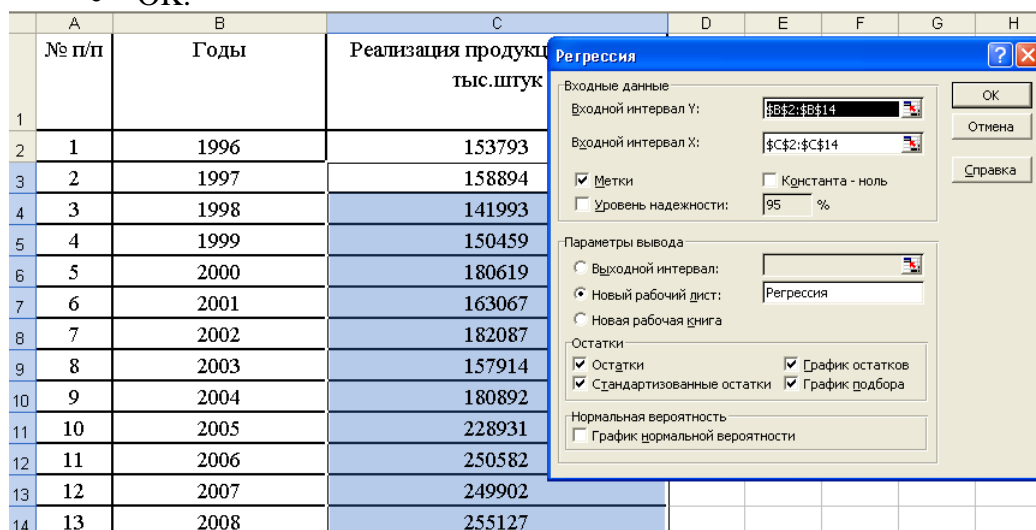 OK.
A B C D E F G H
№ п/п Годы Реализация продукц
тыс.штук
1
2 1 1996 153793
3 2 1997 158894
4 3 1998 141993
5 4 1999 150459
6 5 2000 180619
7 6 2001 163067
8 7 2002 182087
9 8 2003 157914
10 9 2004 180892
11 10 2005 228931
12 11 2006 250582
13 12 2007 249902
14 13 2008 255127
Регрессия
Входные данные
Входной интервал Y: $B$2:$B$14
Входной интервал X: $C$2:$C$14
Метки Константа - ноль
Уровень надежности: 95 %
OK
Отмена
Справка
Параметры вывода
Выходной интервал:
Новый рабочий лист: Регрессия
Новая рабочая книга
Остатки
Остатки График остатков
Стандартизованные остатки График подбора
Нормальная вероятность
График нормальной вероятности